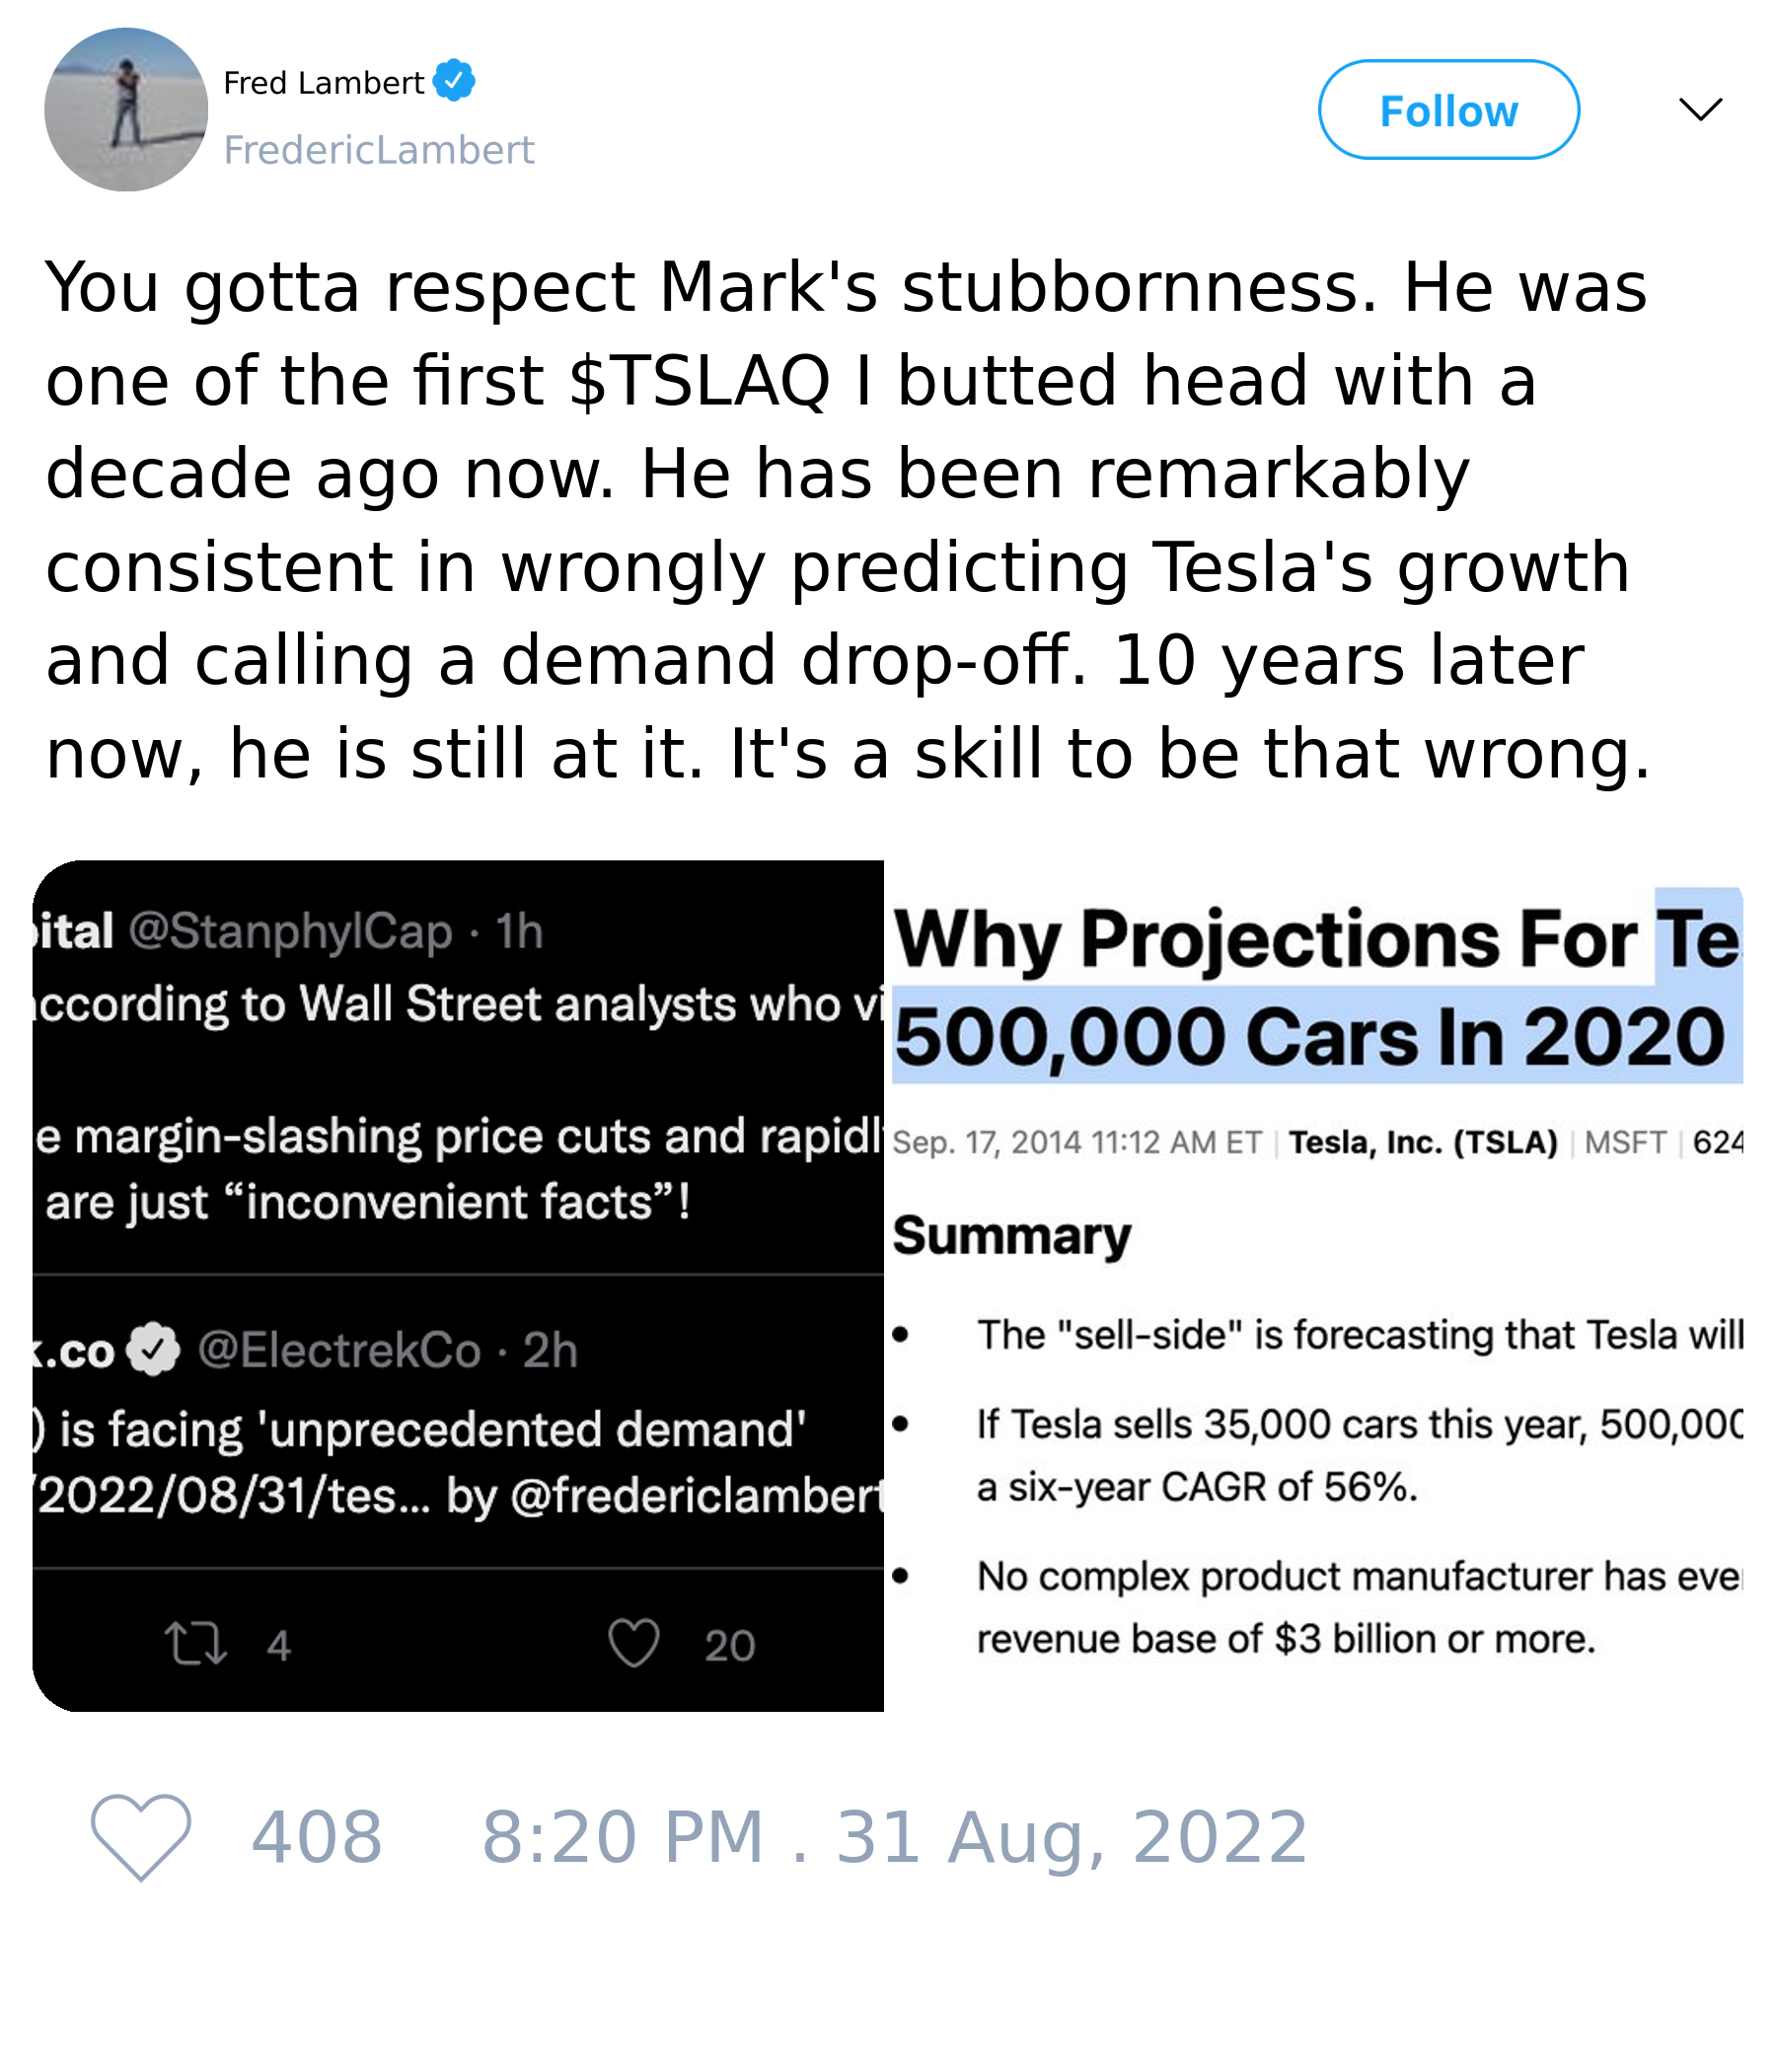 Fred Lambert
FredericLambert
Follow
You gotta respect Mark's stubbornness. He was
one of the first $TSLAQ I butted head with a
decade ago now. He has been remarkably
consistent in wrongly predicting Tesla's growth
and calling a demand drop-off. 10 years later
now, he is still at it. It's a skill to be that wrong.
ital @StanphylCap · 1h
ccording to Wall Street analysts who vi
e margin-slashing price cuts and rapidl
are just “inconvenient facts”!
.co @ElectrekCo · 2h
) is facing 'unprecedented demand'
/2022/08/31/tes... by @fredericlambert
4 20
Why Projections For Te
500,000 Cars In 2020
Sep. 17, 2014 11:12 AM ET | Tesla, Inc. (TSLA) | MSFT | 624
Summary
• The "sell-side" is forecasting that Tesla will
• If Tesla sells 35,000 cars this year, 500,000
a six-year CAGR of 56%.
• No complex product manufacturer has eve
revenue base of $3 billion or more.
408 8:20 PM . 31 Aug, 2022